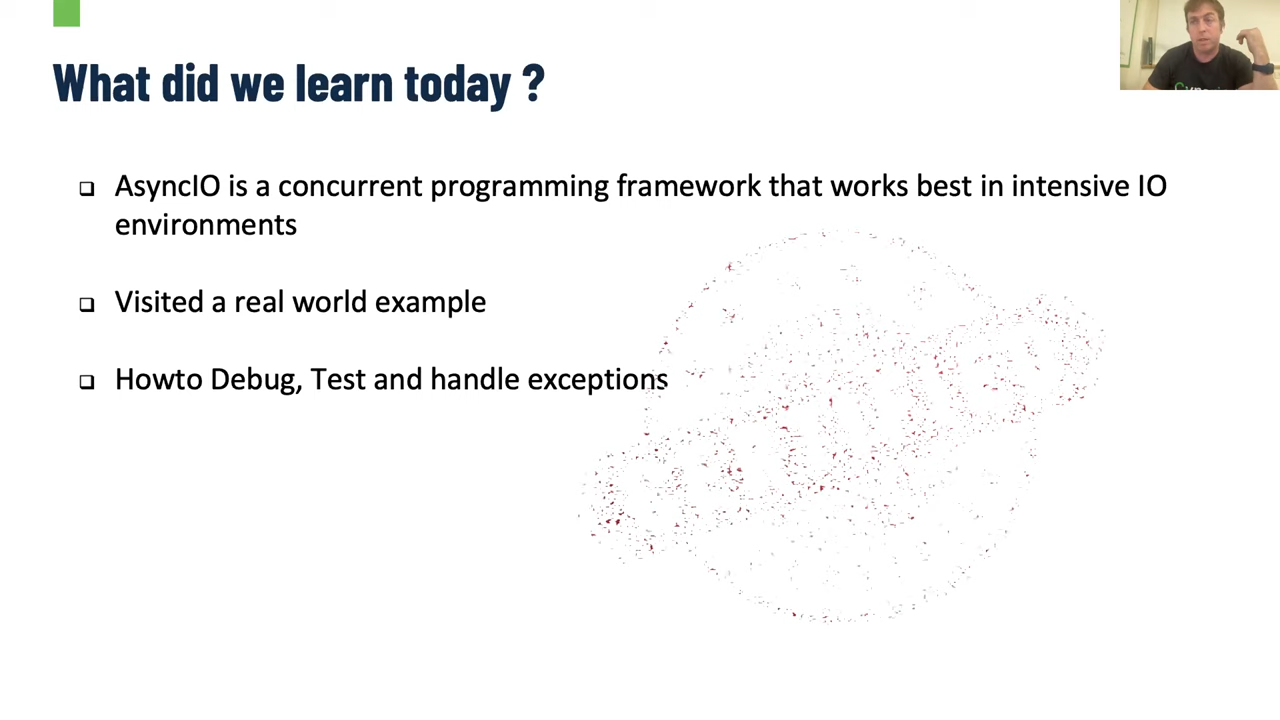 What did we learn today ?
AsyncIO is a concurrent programming framework that works best in intensive IO
environments
Visited a real world example
Howto Debug, Test and handle exceptions
CERTIFIED